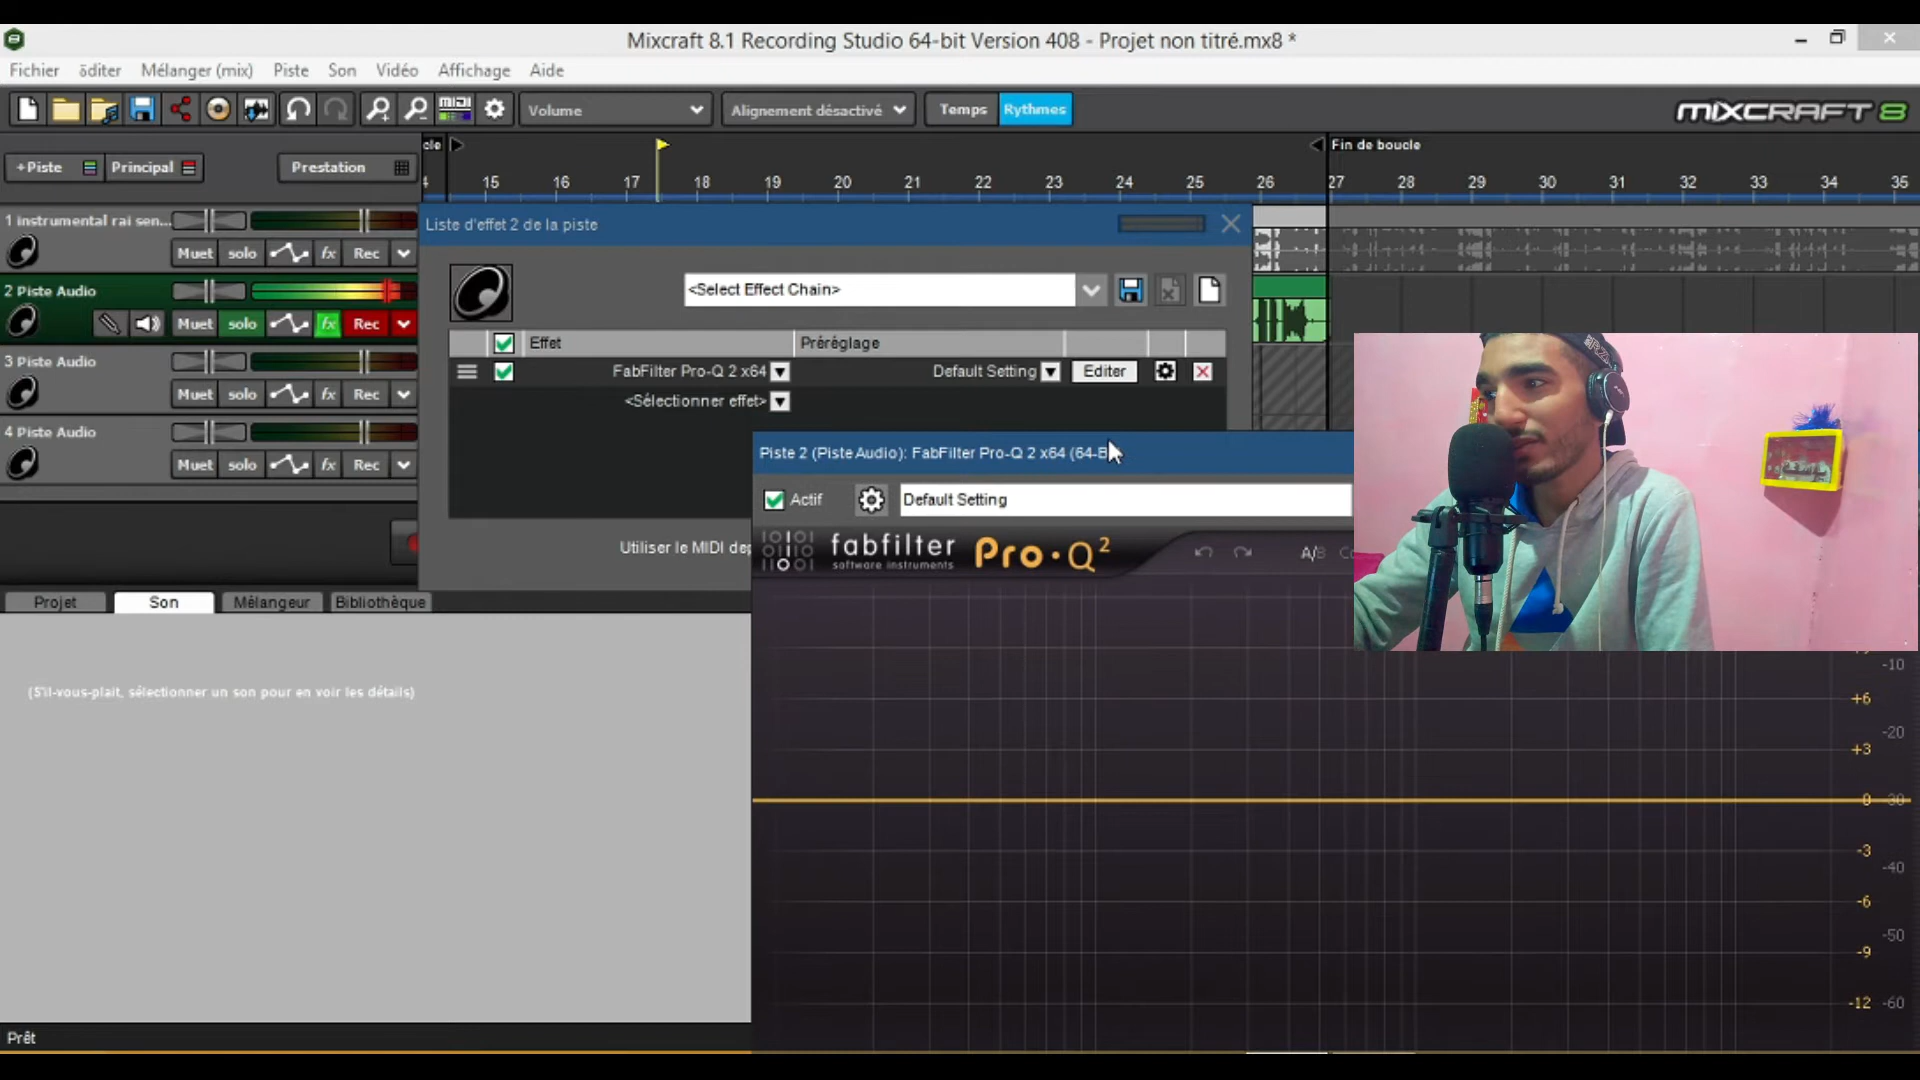 Mixcraft 8.1 Recording Studio 64-bit Version 408 - Projet non titré.mx8 *
Fichier öditer Mélanger (mix) Piste Son Vidéo Affichage Aide
MIDI Volume Alignement désactivé Temps Rythmes MIXCRAFT 8
cle Fin de boucle
+Piste Principal Prestation
4 15 16 17 18 19 20 21 22 23 24 25 26 27 28 29 30 31 32 33 34 35
1 instrumental rai sen...
Muet solo fx Rec
2 Piste Audio
Muet solo fx Rec
3 Piste Audio
Muet solo fx Rec
4 Piste Audio
Muet solo fx Rec
Liste d'effet 2 de la piste
<Select Effect Chain>
Effet Préréglage
FabFilter Pro-Q 2 x64 Default Setting Editer
<Sélectionner effet>
Utiliser le MIDI dep
Piste 2 (Piste Audio): FabFilter Pro-Q 2 x64 (64-B
Actif Default Setting
fabfilter Pro·Q2
software instruments
A/B
-10
+6
-20
+3
0 -30
-3
-40
-6
-50
-9
-12 -60
Projet Son Mélangeur Bibliothèque
(S'il-vous-plait, sélectionner un son pour en voir les détails)
Prêt